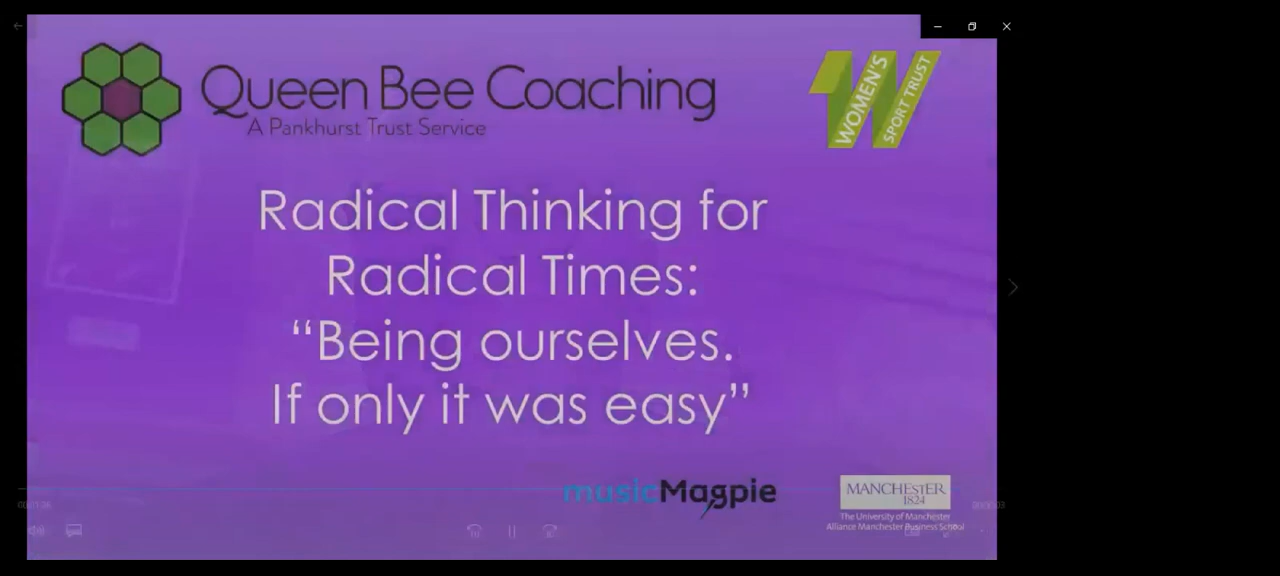 Queen Bee Coaching
A Pankhurst Trust Service
WOMEN'S
SPORT TRUST
Radical Thinking for
Radical Times:
“Being ourselves.
If only it was easy”
musicMagpie
MANCHESTER
1824
The University of Manchester
Alliance Manchester Business School